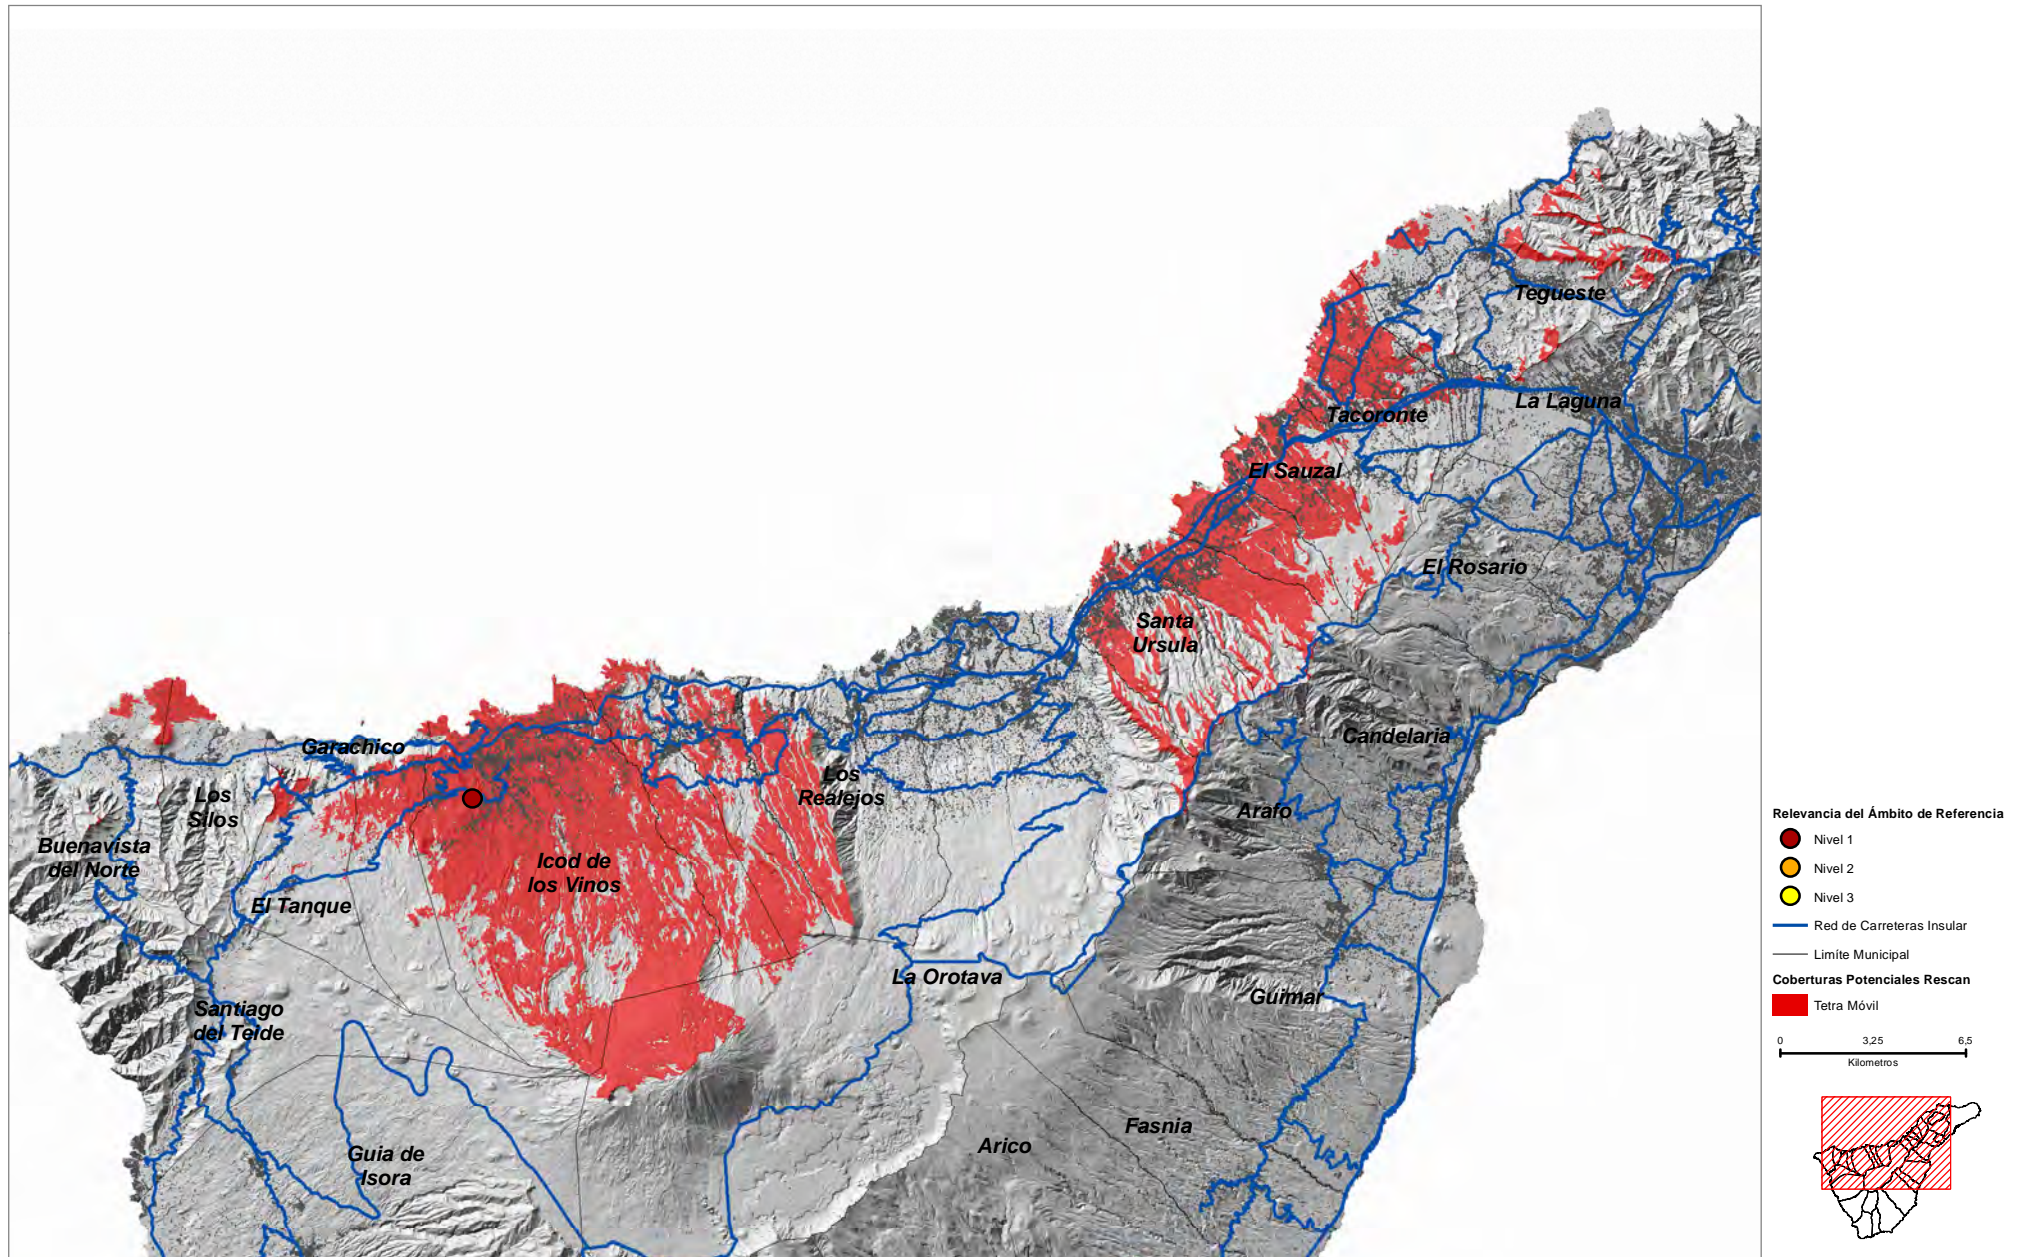 Tegueste
La Laguna
Tacoronte
El Sauzal
El Rosario
Santa
Ursula
Candelaria
Garachico
Los
Silos
Los
Realejos
Arafo
Buenavista
del Norte
Icod de
los Vinos
El Tanque
La Orotava
Guimar
Santiago
del Teide
Fasnia
Arico
Guia de
Isora
Relevancia del Ámbito de Referencia
Nivel 1
Nivel 2
Nivel 3
Red de Carreteras Insular
Limíte Municipal
Coberturas Potenciales Rescan
Tetra Móvil
0 3,25 6,5
Kilometros